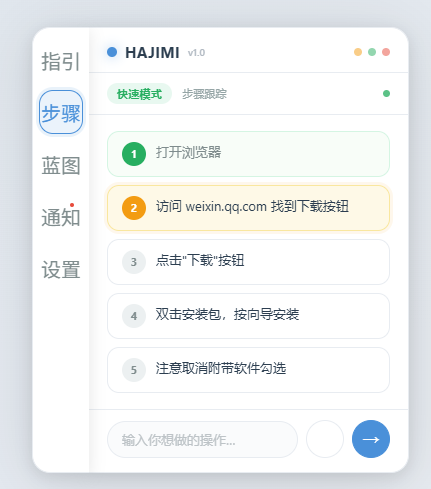 指引
步骤
蓝图
通知
设置
HAJIMI v1.0
快速模式 步骤跟踪
1 打开浏览器
2 访问 weixin.qq.com 找到下载按钮
3 点击"下载"按钮
4 双击安装包，按向导安装
5 注意取消附带软件勾选
输入你想做的操作...
→